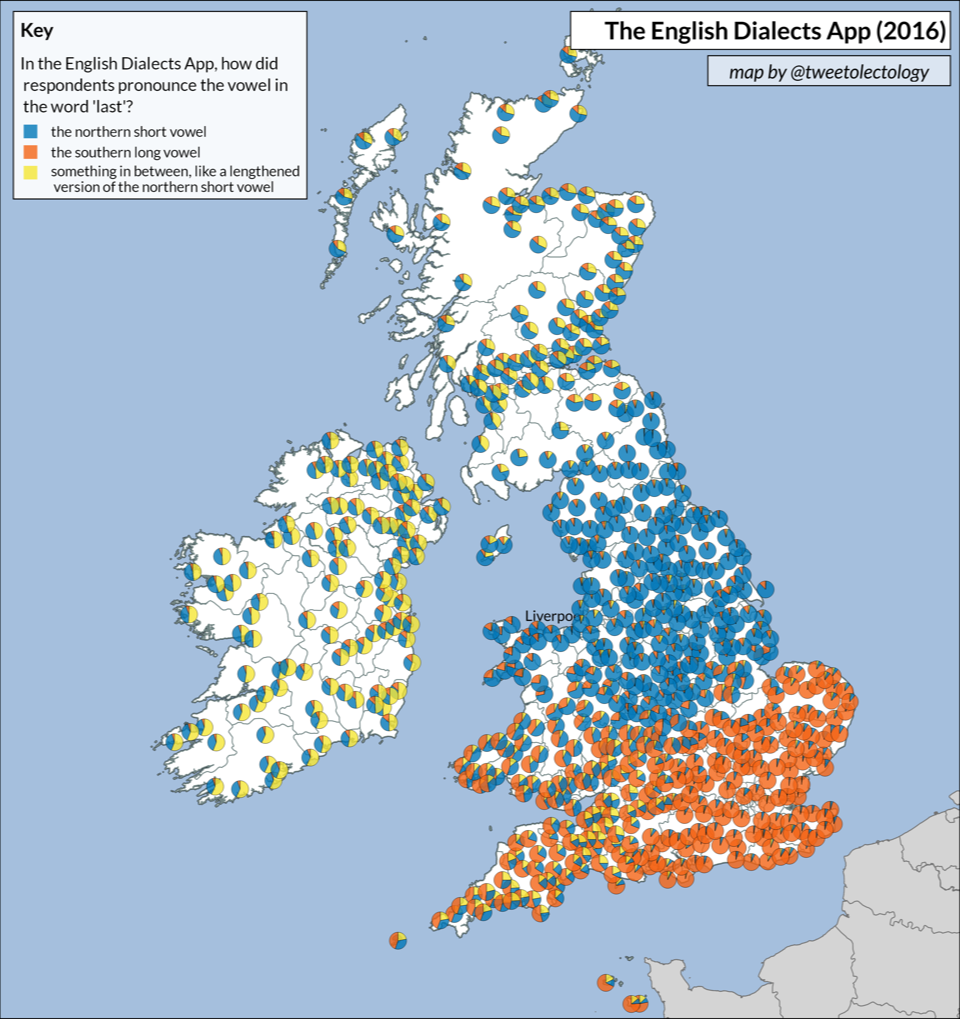 Key
In the English Dialects App, how did
respondents pronounce the vowel in
the word 'last'?
the northern short vowel
the southern long vowel
something in between, like a lengthened
version of the northern short vowel
The English Dialects App (2016)
map by @tweetolectology
Liverpool